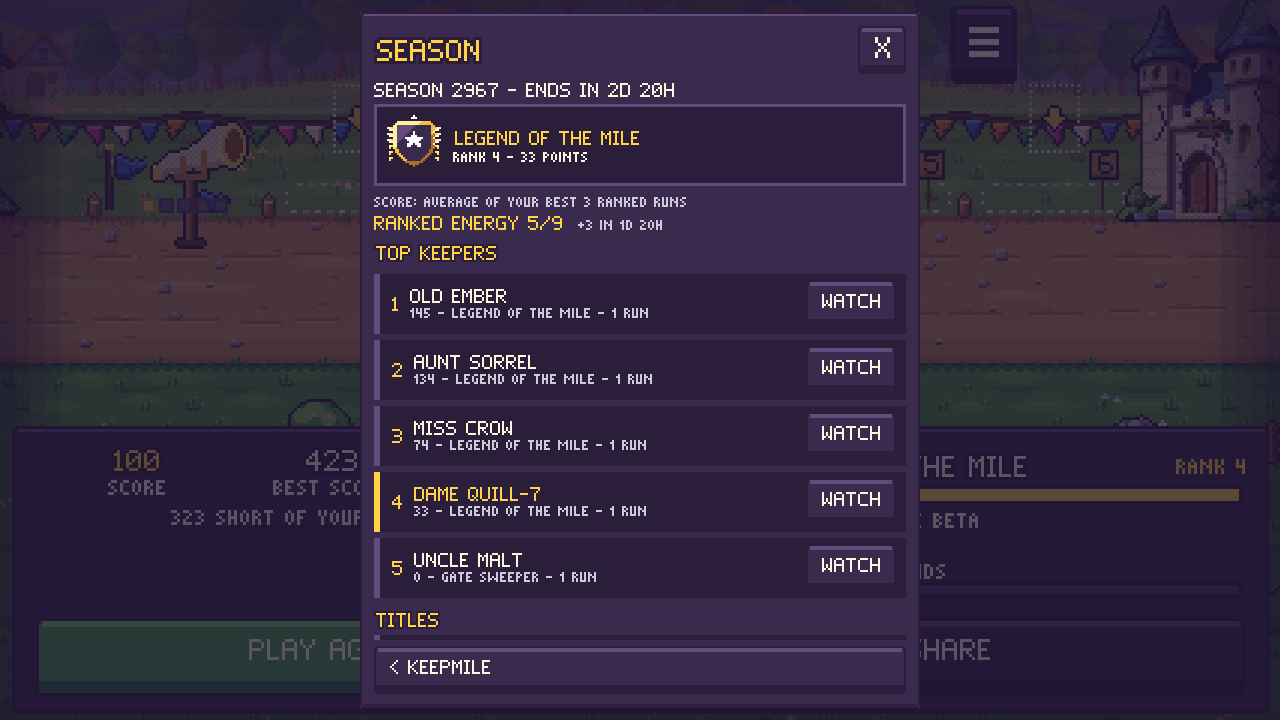 SEASON
X
SEASON 2967 - ENDS IN 2D 20H
LEGEND OF THE MILE
RANK 4 - 33 POINTS
SCORE: AVERAGE OF YOUR BEST 3 RANKED RUNS
RANKED ENERGY 5/9 +3 IN 1D 20H
TOP KEEPERS
1 OLD EMBER
145 - LEGEND OF THE MILE - 1 RUN
WATCH
2 AUNT SORREL
134 - LEGEND OF THE MILE - 1 RUN
WATCH
3 MISS CROW
74 - LEGEND OF THE MILE - 1 RUN
WATCH
4 DAME QUILL-7
33 - LEGEND OF THE MILE - 1 RUN
WATCH
5 UNCLE MALT
0 - GATE SWEEPER - 1 RUN
WATCH
TITLES
< KEEPMILE
5
6
100
SCORE
423
BEST SCO
323 SHORT OF YOUR
PLAY AG
HE MILE
RANK 4
BETA
DS
HARE